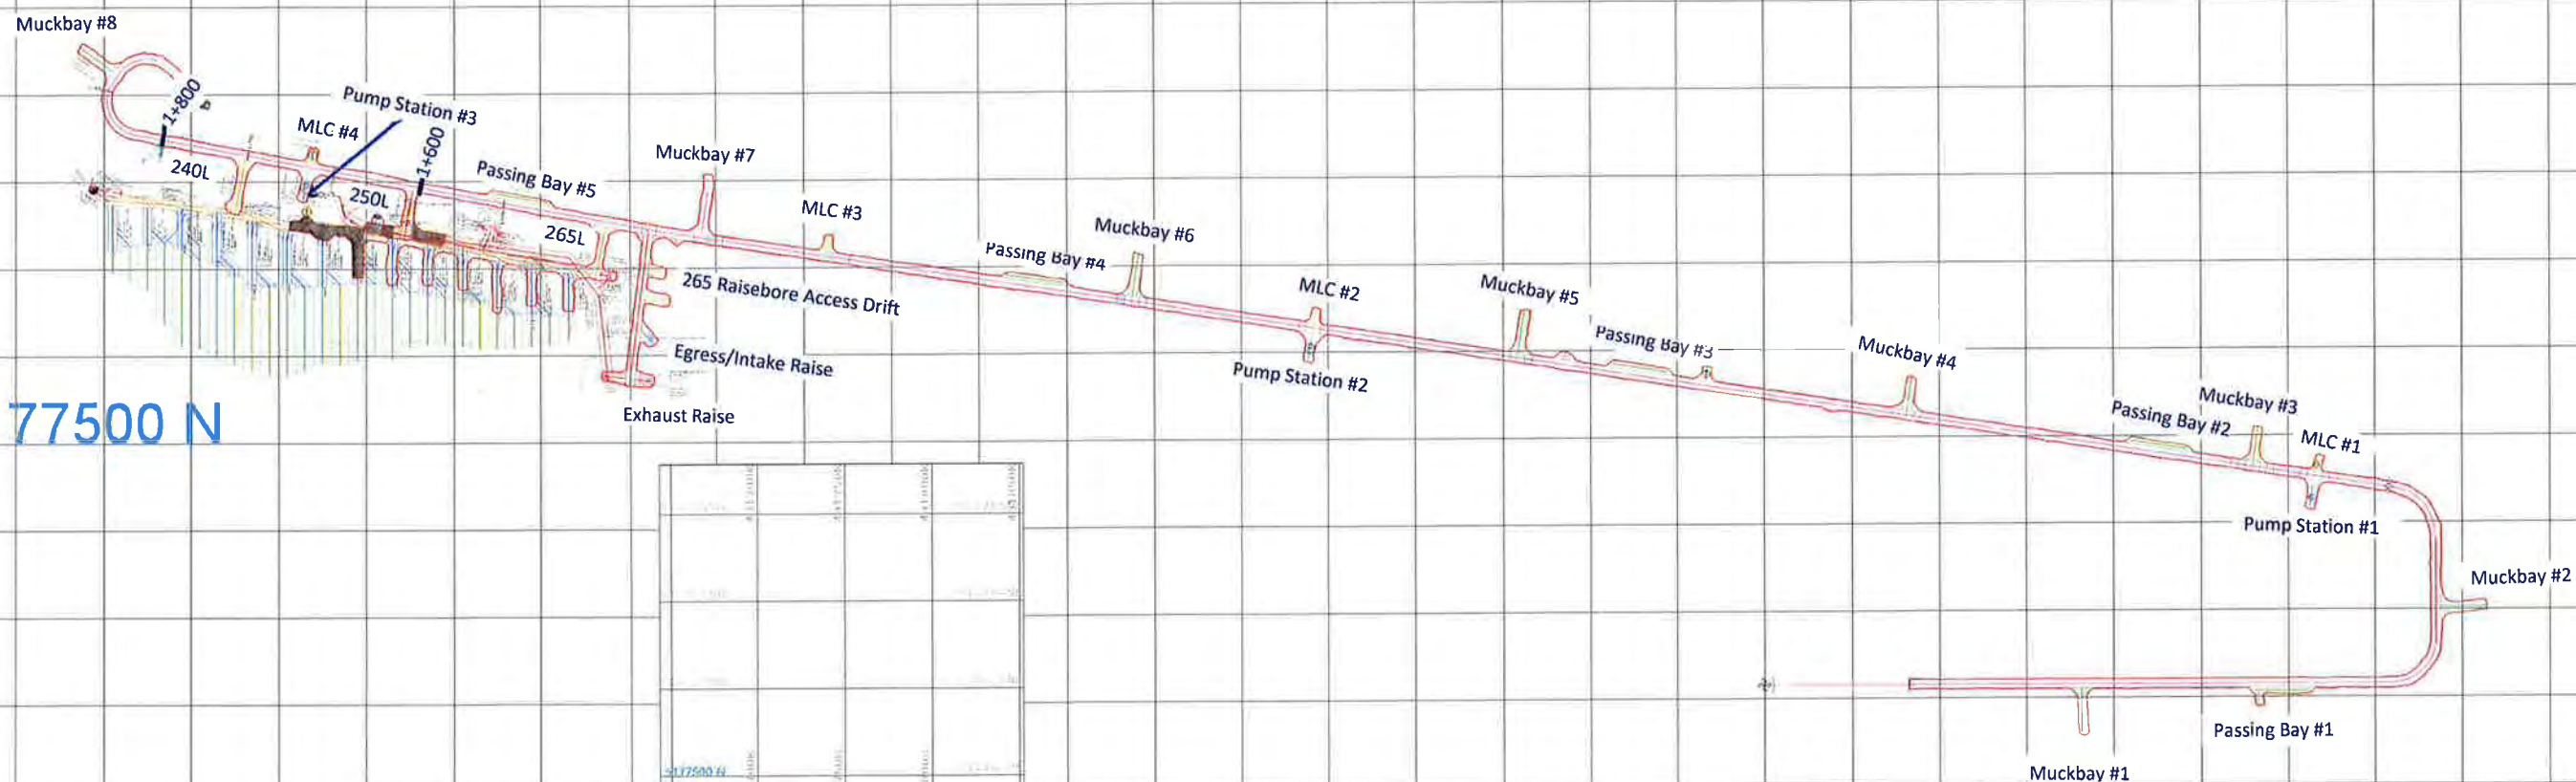 Muckbay #8
1+800
Pump Station #3
MLC #4
1+600
240L
250L
Passing Bay #5
265L
Muckbay #7
MLC #3
265 Raisebore Access Drift
Egress/Intake Raise
Exhaust Raise
77500 N
Passing Bay #4
Muckbay #6
MLC #2
Pump Station #2
Muckbay #5
Passing Bay #3
Muckbay #4
Passing Bay #2
Muckbay #3
MLC #1
Pump Station #1
Muckbay #2
Passing Bay #1
Muckbay #1